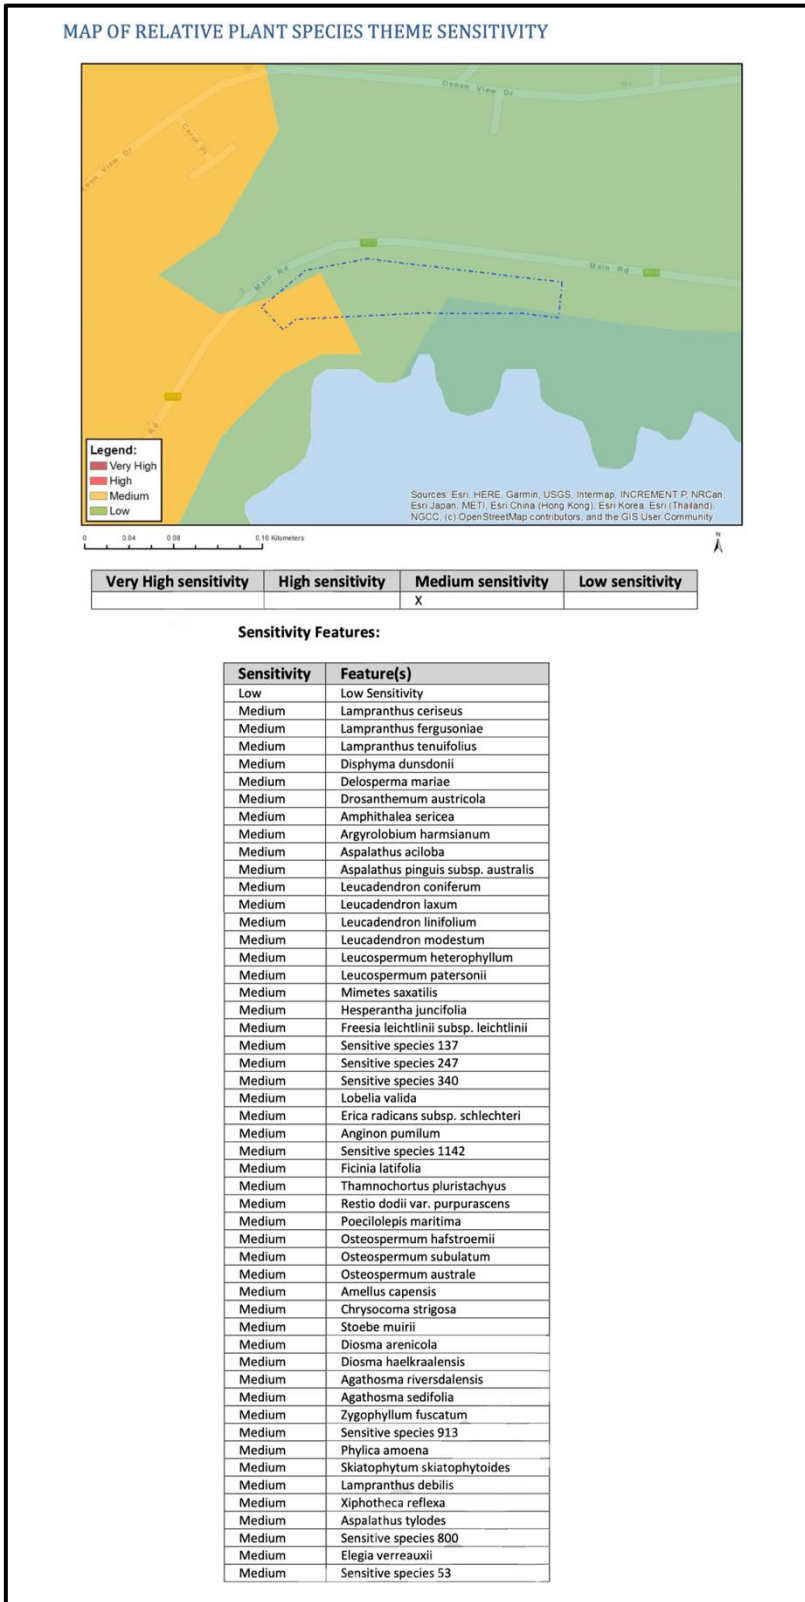 MAP OF RELATIVE PLANT SPECIES THEME SENSITIVITY
Ocean View Dr
Carol Pl
Main Rd
Main Rd
Rd
Legend:
Very High
High
Medium
Low
Sources: Esri, HERE, Garmin, USGS, Intermap, INCREMENT P, NRCan,
Esri Japan, METI, Esri China (Hong Kong), Esri Korea, Esri (Thailand),
NGCC, (c) OpenStreetMap contributors, and the GIS User Community
0 0.04 0.08 0.16 Kilometers
N
Very High sensitivity High sensitivity Medium sensitivity Low sensitivity
X
Sensitivity Features:
Sensitivity Feature(s)
Low Low Sensitivity
Medium Lampranthus ceriseus
Medium Lampranthus fergusoniae
Medium Lampranthus tenuifolius
Medium Disphyma dunsdonii
Medium Delosperma mariae
Medium Drosanthemum austricola
Medium Amphithalea sericea
Medium Argyrolobium harmsianum
Medium Aspalathus aciloba
Medium Aspalathus pinguis subsp. australis
Medium Leucadendron coniferum
Medium Leucadendron laxum
Medium Leucadendron linifolium
Medium Leucadendron modestum
Medium Leucospermum heterophyllum
Medium Leucospermum patersonii
Medium Mimetes saxatilis
Medium Hesperantha juncifolia
Medium Freesia leichtlinii subsp. leichtlinii
Medium Sensitive species 137
Medium Sensitive species 247
Medium Sensitive species 340
Medium Lobelia valida
Medium Erica radicans subsp. schlechteri
Medium Anginon pumilum
Medium Sensitive species 1142
Medium Ficinia latifolia
Medium Thamnochortus pluristachyus
Medium Restio dodii var. purpurascens
Medium Poecilolepis maritima
Medium Osteospermum hafstroemii
Medium Osteospermum subulatum
Medium Osteospermum australe
Medium Amellus capensis
Medium Chrysocoma strigosa
Medium Stoebe muirii
Medium Diosma arenicola
Medium Diosma haelkraalensis
Medium Agathosma riversdalensis
Medium Agathosma sedifolia
Medium Zygophyllum fuscatum
Medium Sensitive species 913
Medium Phylica amoena
Medium Skiatophytum skiatophytoides
Medium Lampranthus debilis
Medium Xiphotheca reflexa
Medium Aspalathus tylodes
Medium Sensitive species 800
Medium Elegia verreauxii
Medium Sensitive species 53